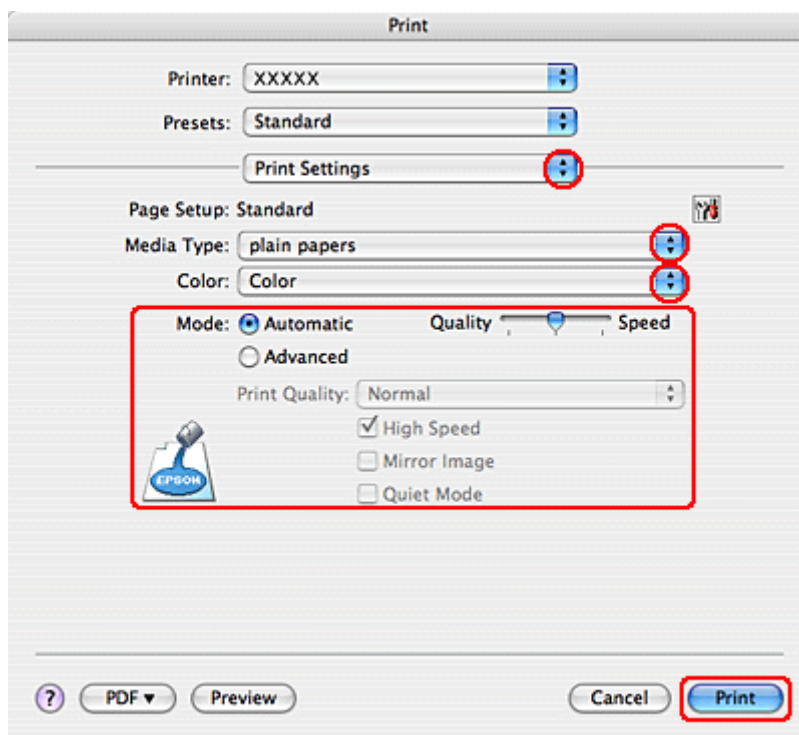 Print
Printer: XXXXX
Presets: Standard
Print Settings
Page Setup: Standard
Media Type: plain papers
Color: Color
Mode: Automatic Quality Speed
Advanced
Print Quality: Normal
High Speed
Mirror Image
Quiet Mode
EPSON
? PDF Preview Cancel Print